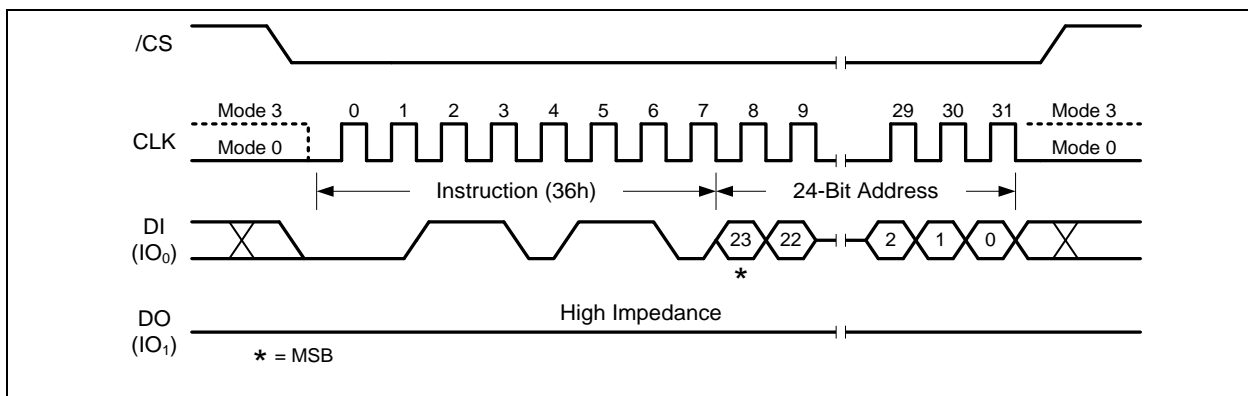 /CS
Mode 3 0 1 2 3 4 5 6 7 8 9 29 30 31 Mode 3
CLK Mode 0 Mode 0
Instruction (36h) 24-Bit Address
DI
(IO₀)
23 22 2 1 0
*
High Impedance
DO
(IO₁)
* = MSB